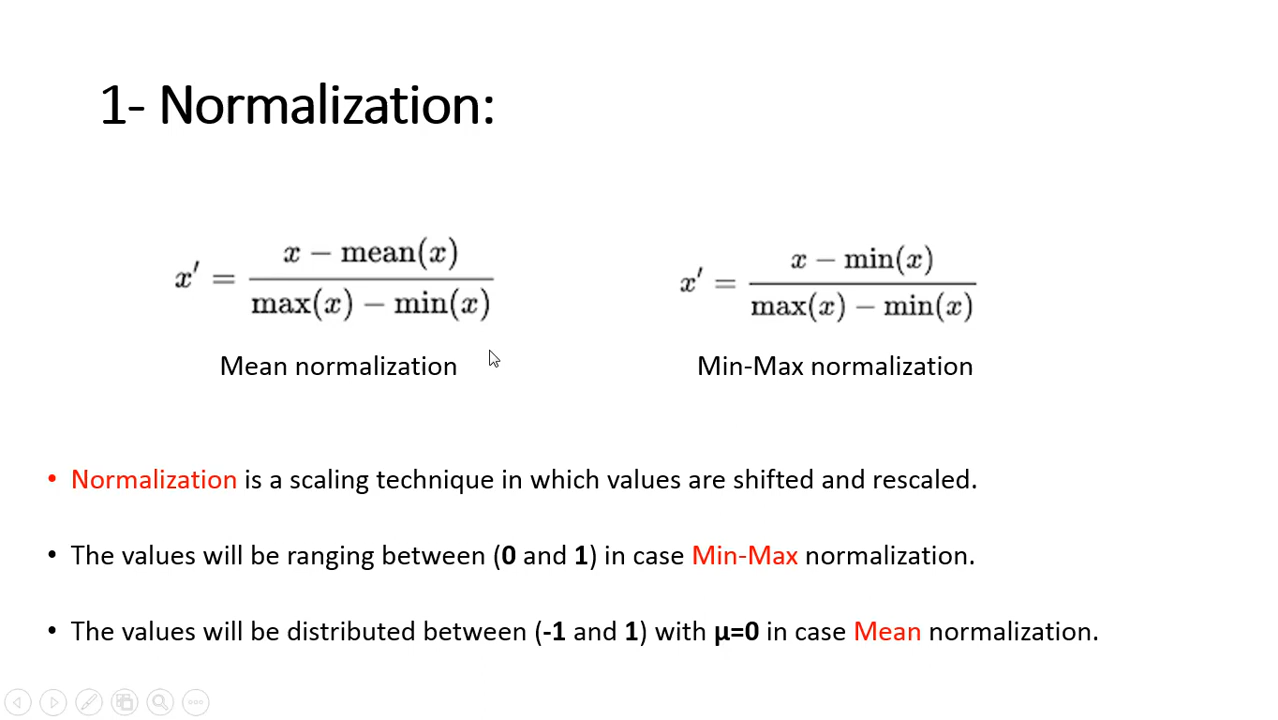 1- Normalization:
x′ = (x − mean(x)) / (max(x) − min(x))
x′ = (x − min(x)) / (max(x) − min(x))
Mean normalization
Min-Max normalization
• Normalization is a scaling technique in which values are shifted and rescaled.
• The values will be ranging between (0 and 1) in case Min-Max normalization.
• The values will be distributed between (-1 and 1) with μ=0 in case Mean normalization.